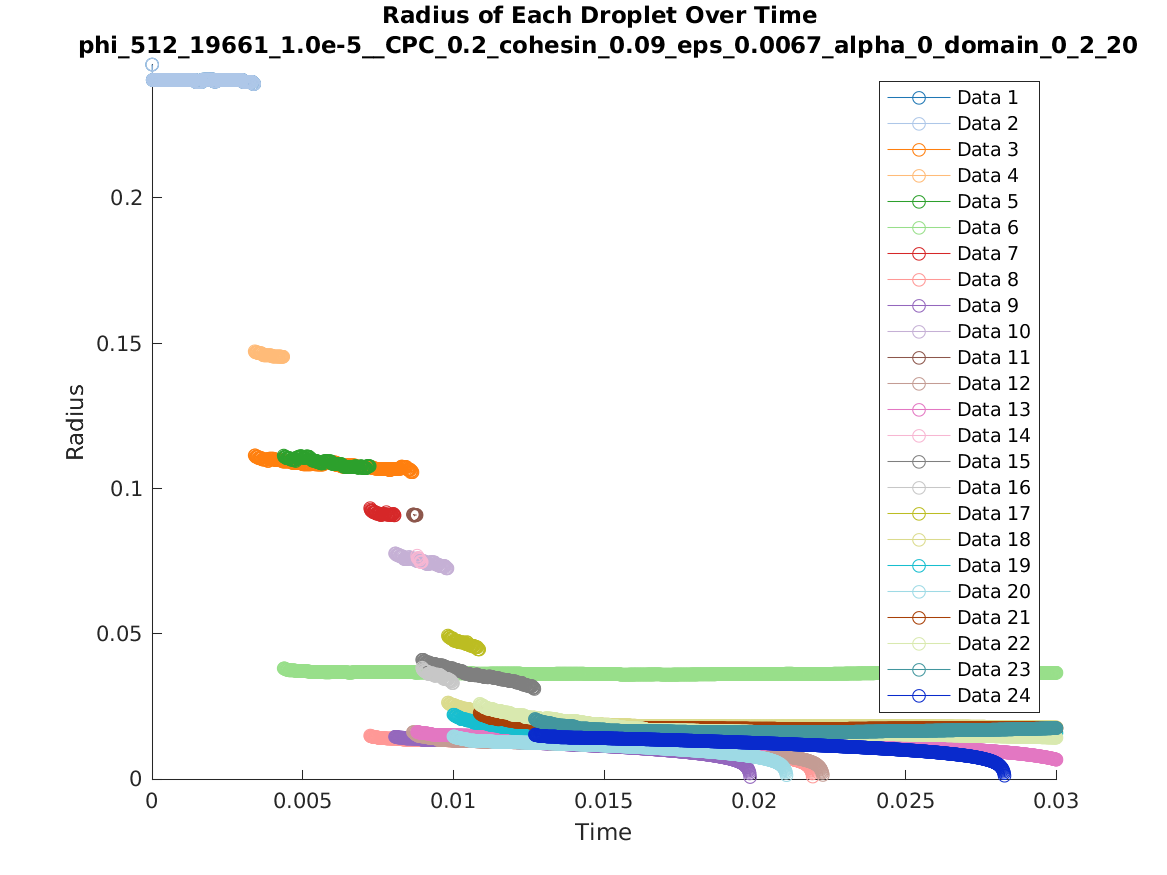 Radius of Each Droplet Over Time
phi_512_19661_1.0e-5__CPC_0.2_cohesin_0.09_eps_0.0067_alpha_0_domain_0_2_20
Radius
0.2
0.15
0.1
0.05
0
0
0.005
0.01
0.015
0.02
0.025
0.03
Time
Data 1
Data 2
Data 3
Data 4
Data 5
Data 6
Data 7
Data 8
Data 9
Data 10
Data 11
Data 12
Data 13
Data 14
Data 15
Data 16
Data 17
Data 18
Data 19
Data 20
Data 21
Data 22
Data 23
Data 24